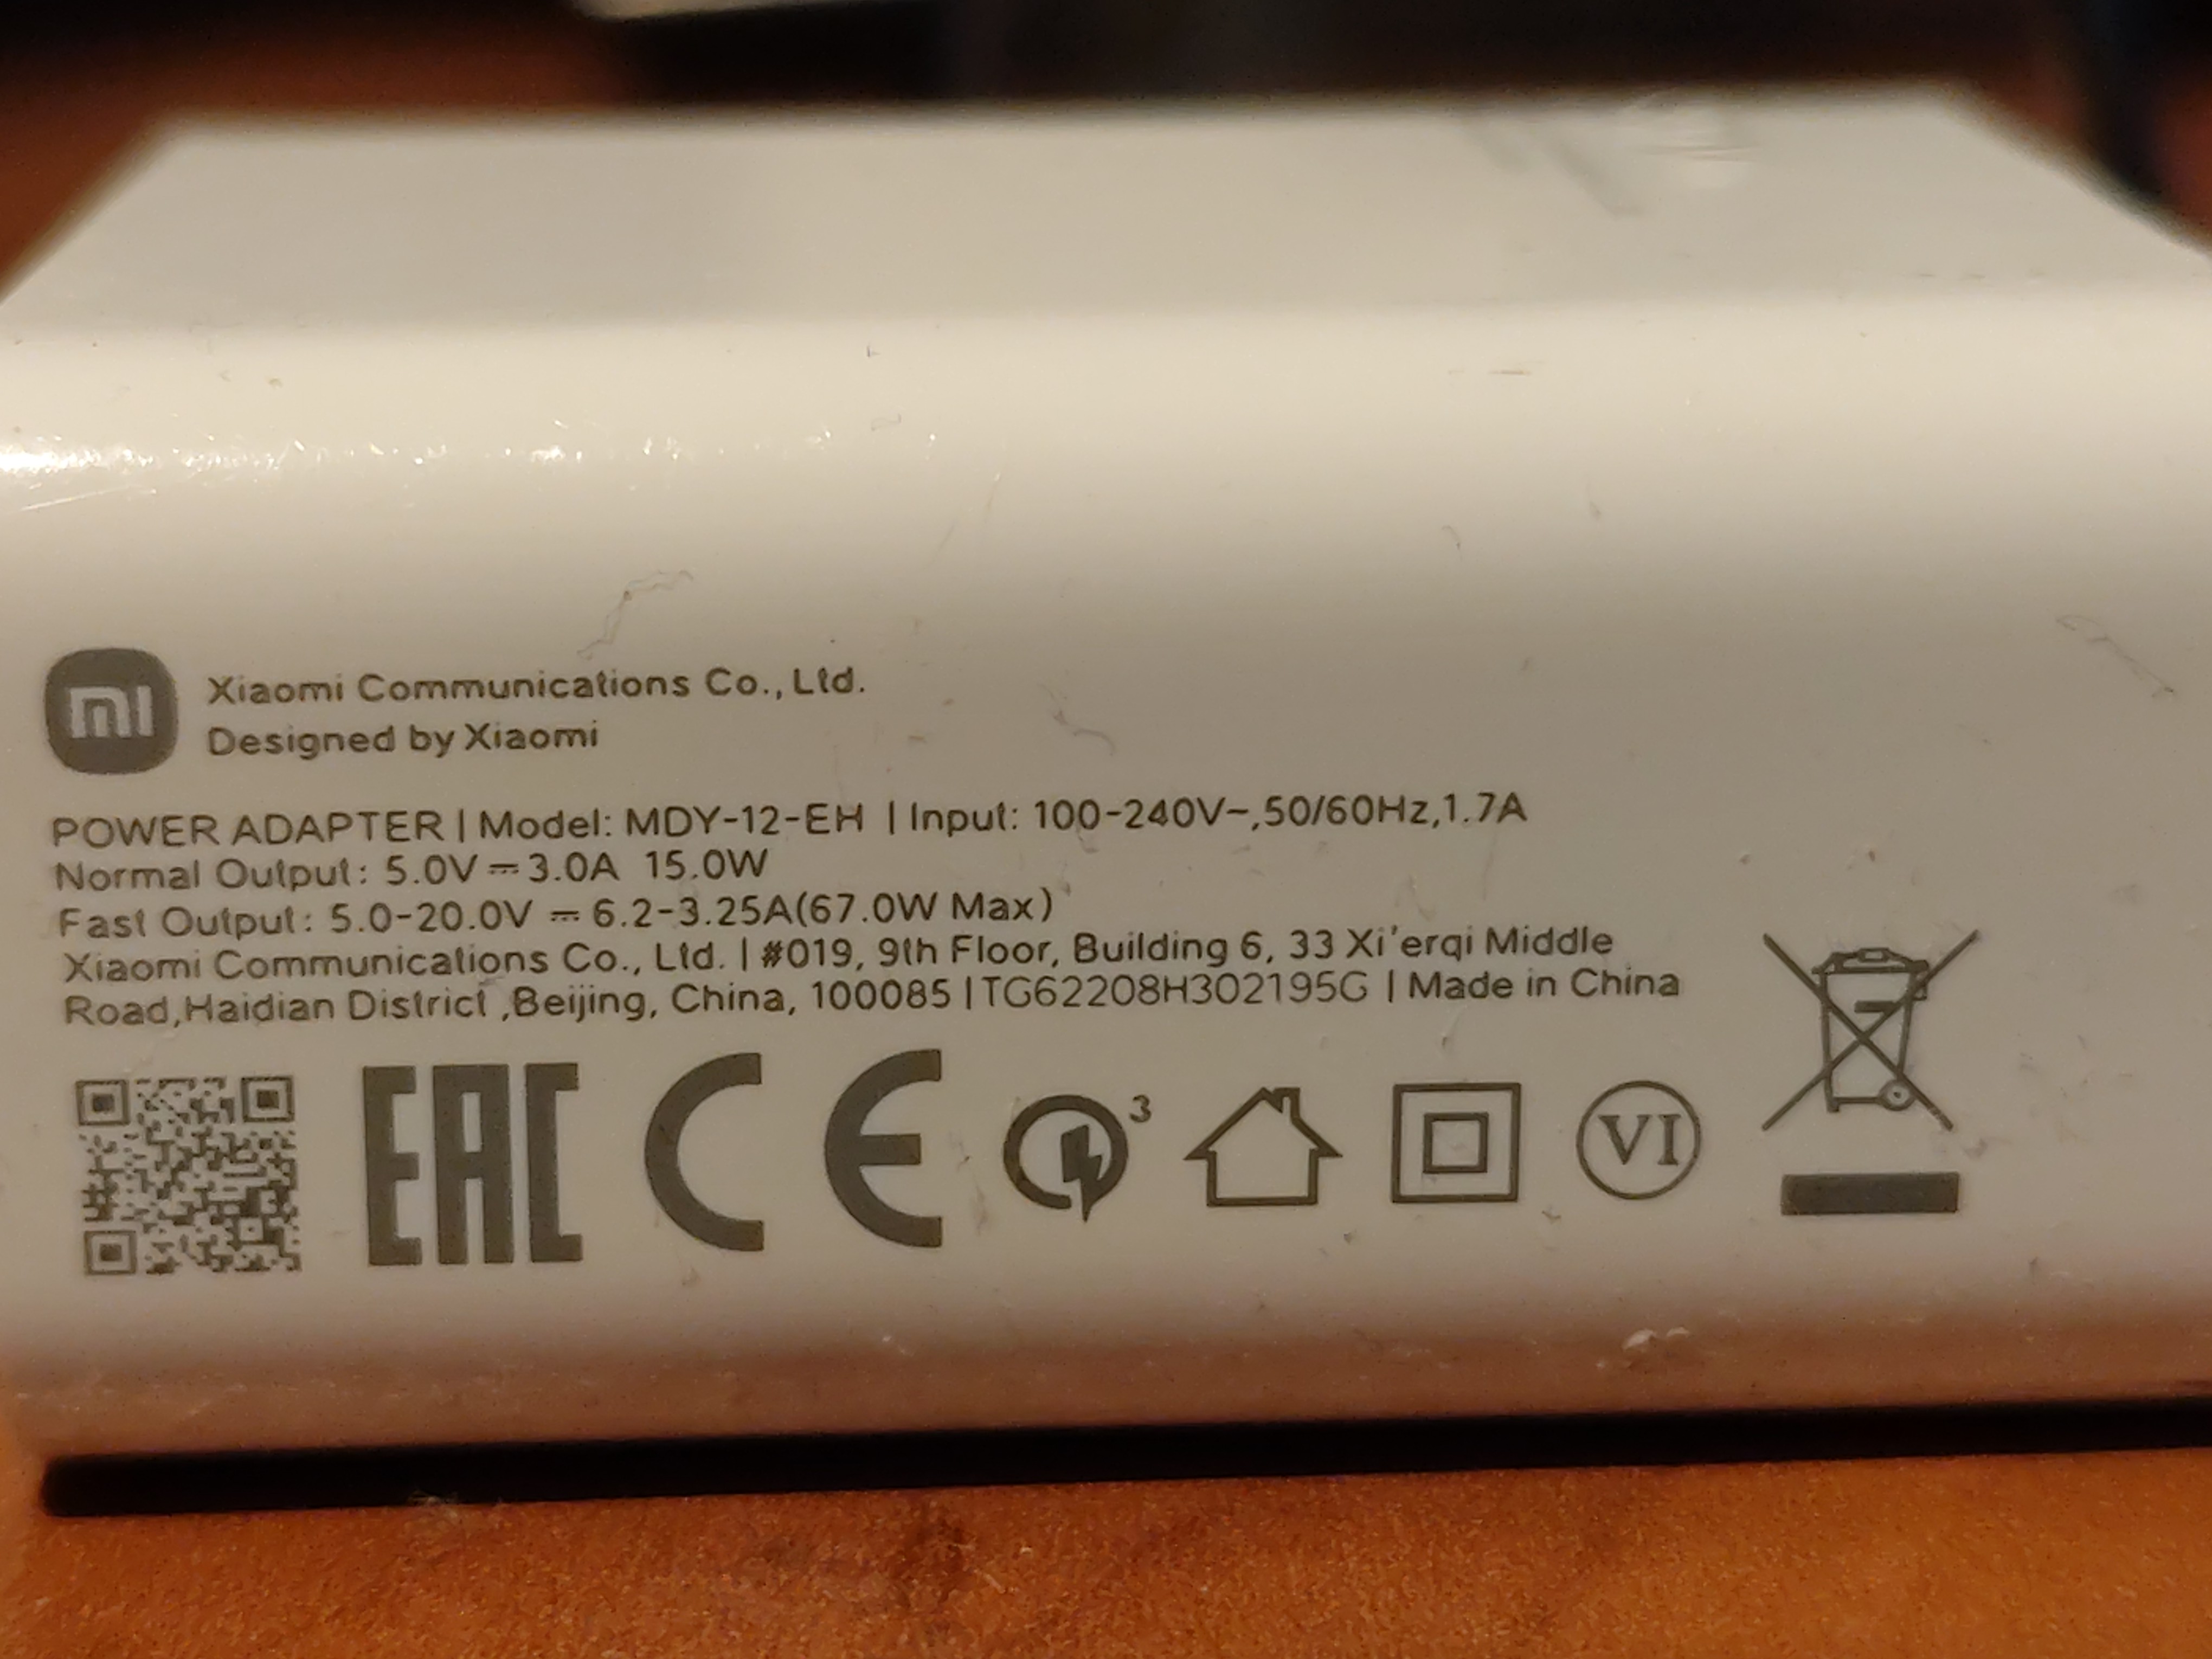 mi
Xiaomi Communications Co., Ltd.
Designed by Xiaomi
POWER ADAPTER | Model: MDY-12-EH | Input: 100-240V~,50/60Hz,1.7A
Normal Output: 5.0V⎓3.0A 15.0W
Fast Output: 5.0-20.0V ⎓ 6.2-3.25A(67.0W Max)
Xiaomi Communications Co., Ltd. | #019, 9th Floor, Building 6, 33 Xi'erqi Middle
Road,Haidian District ,Beijing, China, 100085 | TG62208H302195G | Made in China
EAC CE 3 VI